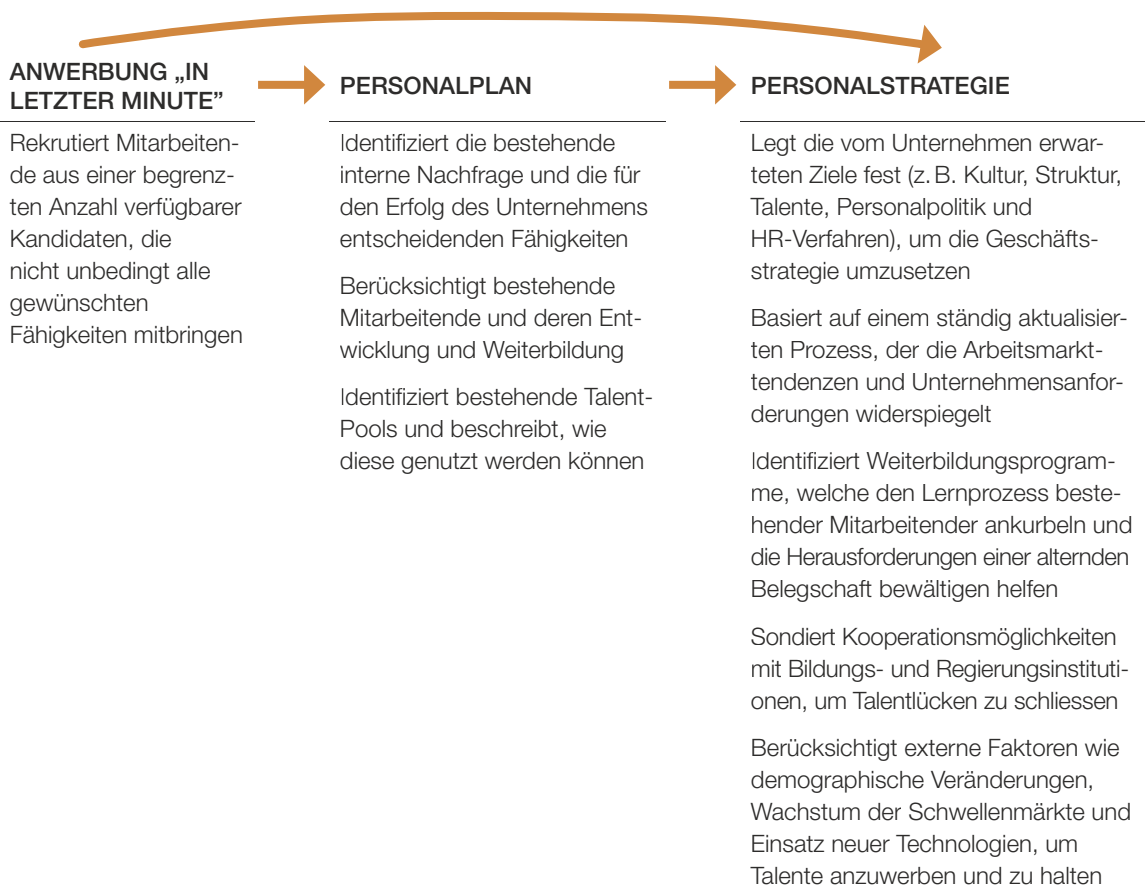 ANWERBUNG „IN
LETZTER MINUTE”
Rekrutiert Mitarbeiten-
de aus einer begrenz-
ten Anzahl verfügbarer
Kandidaten, die
nicht unbedingt alle
gewünschten
Fähigkeiten mitbringen
PERSONALPLAN
Identifiziert die bestehende
interne Nachfrage und die für
den Erfolg des Unternehmens
entscheidenden Fähigkeiten
Berücksichtigt bestehende
Mitarbeitende und deren Ent-
wicklung und Weiterbildung
Identifiziert bestehende Talent-
Pools und beschreibt, wie
diese genutzt werden können
PERSONALSTRATEGIE
Legt die vom Unternehmen erwar-
teten Ziele fest (z. B. Kultur, Struktur,
Talente, Personalpolitik und
HR-Verfahren), um die Geschäfts-
strategie umzusetzen
Basiert auf einem ständig aktualisier-
ten Prozess, der die Arbeitsmarkt-
tendenzen und Unternehmensanfor-
derungen widerspiegelt
Identifiziert Weiterbildungsprogram-
me, welche den Lernprozess beste-
hender Mitarbeitender ankurbeln und
die Herausforderungen einer alternden
Belegschaft bewältigen helfen
Sondiert Kooperationsmöglichkeiten
mit Bildungs- und Regierungsinstituti-
onen, um Talentlücken zu schliessen
Berücksichtigt externe Faktoren wie
demographische Veränderungen,
Wachstum der Schwellenmärkte und
Einsatz neuer Technologien, um
Talente anzuwerben und zu halten